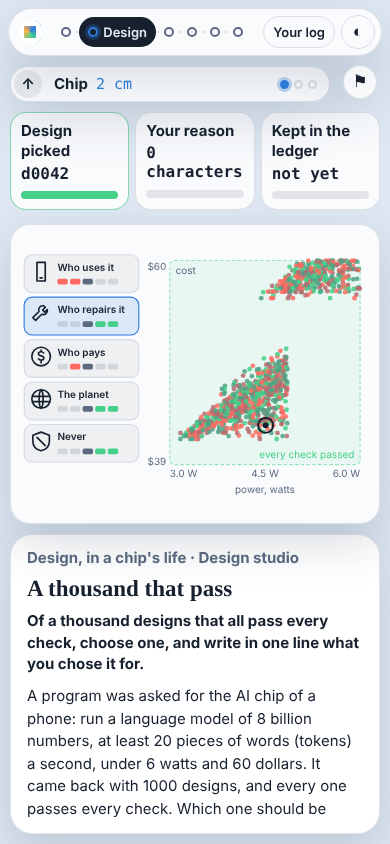 Design
Your log
Chip 2 cm
Design picked
d0042
Your reason
0 characters
Kept in the ledger
not yet
Who uses it
Who repairs it
Who pays
The planet
Never
$60
cost
$39
every check passed
3.0 W
4.5 W
6.0 W
power, watts
Design, in a chip's life · Design studio
A thousand that pass
Of a thousand designs that all pass every
check, choose one, and write in one line what
you chose it for.
A program was asked for the AI chip of a
phone: run a language model of 8 billion
numbers, at least 20 pieces of words (tokens)
a second, under 6 watts and 60 dollars. It
came back with 1000 designs, and every one
passes every check. Which one should be